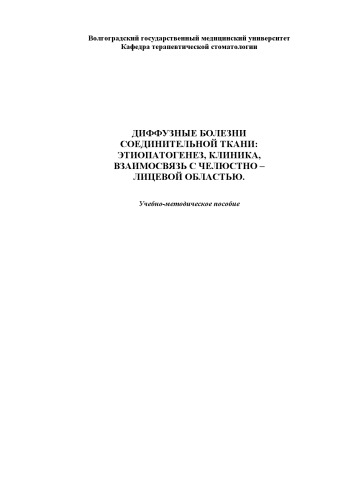 Волгоградский государственный медицинский университет
Кафедра терапевтической стоматологии
ДИФФУЗНЫЕ БОЛЕЗНИ
СОЕДИНИТЕЛЬНОЙ ТКАНИ:
ЭТИОПАТОГЕНЕЗ, КЛИНИКА,
ВЗАИМОСВЯЗЬ С ЧЕЛЮСТНО –
ЛИЦЕВОЙ ОБЛАСТЬЮ.
Учебно-методическое пособие